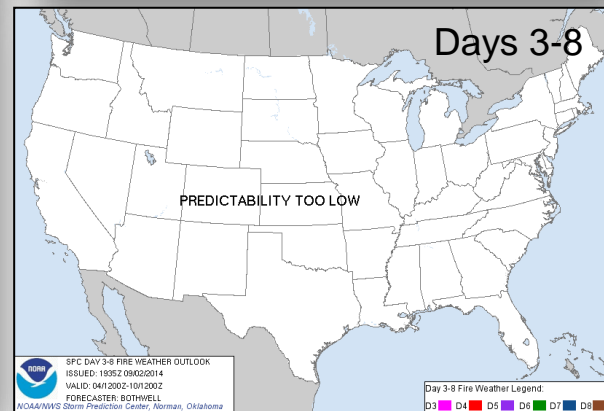 Days 3-8
PREDICTABILITY TOO LOW
NOAA
SPC DAY 3-8 FIRE WEATHER OUTLOOK
ISSUED: 1935Z 09/02/2014
VALID: 04/1200Z-10/1200Z
FORECASTER: BOTHWELL
NOAA/NWS Storm Prediction Center, Norman, Oklahoma
Day 3-8 Fire Weather Legend:
D3 D4 D5 D6 D7 D8